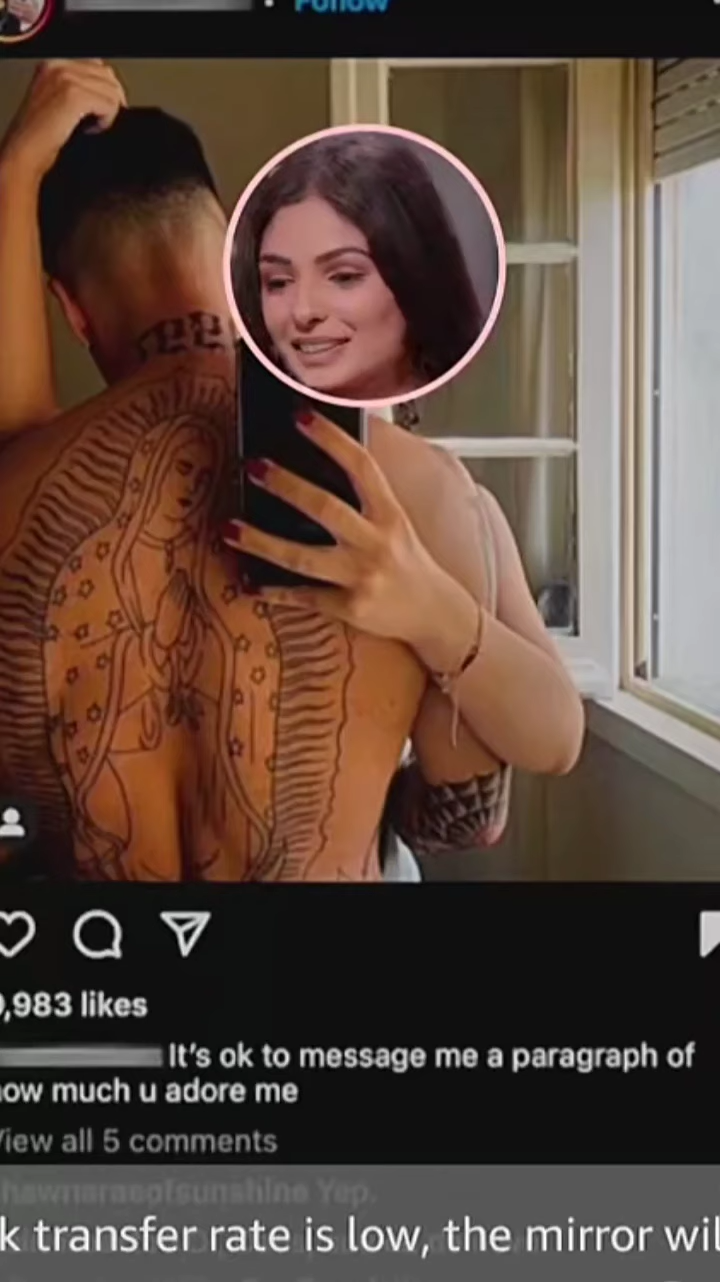 Follow
,983 likes
It's ok to message me a paragraph of
ow much u adore me
View all 5 comments
hawnaraeofsunshine Yep.
k transfer rate is low, the mirror wil